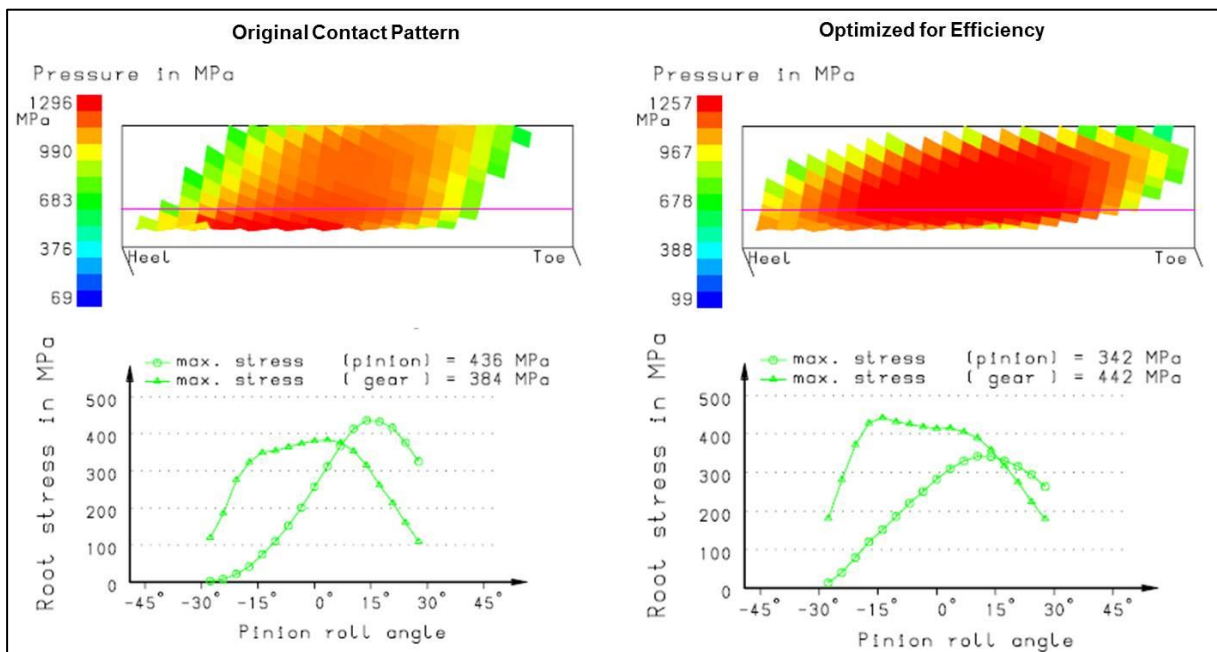 Original Contact Pattern
Pressure in MPa
1296
MPa
990
683
376
69
Heel
Toe
max. stress (pinion) = 436 MPa
max. stress ( gear ) = 384 MPa
Root stress in MPa
500
400
300
200
100
0
-45° -30° -15° 0° 15° 30° 45°
Pinion roll angle
Optimized for Efficiency
Pressure in MPa
1257
MPa
967
678
388
99
Heel
Toe
max. stress (pinion) = 342 MPa
max. stress ( gear ) = 442 MPa
Root stress in MPa
500
400
300
200
100
0
-45° -30° -15° 0° 15° 30° 45°
Pinion roll angle